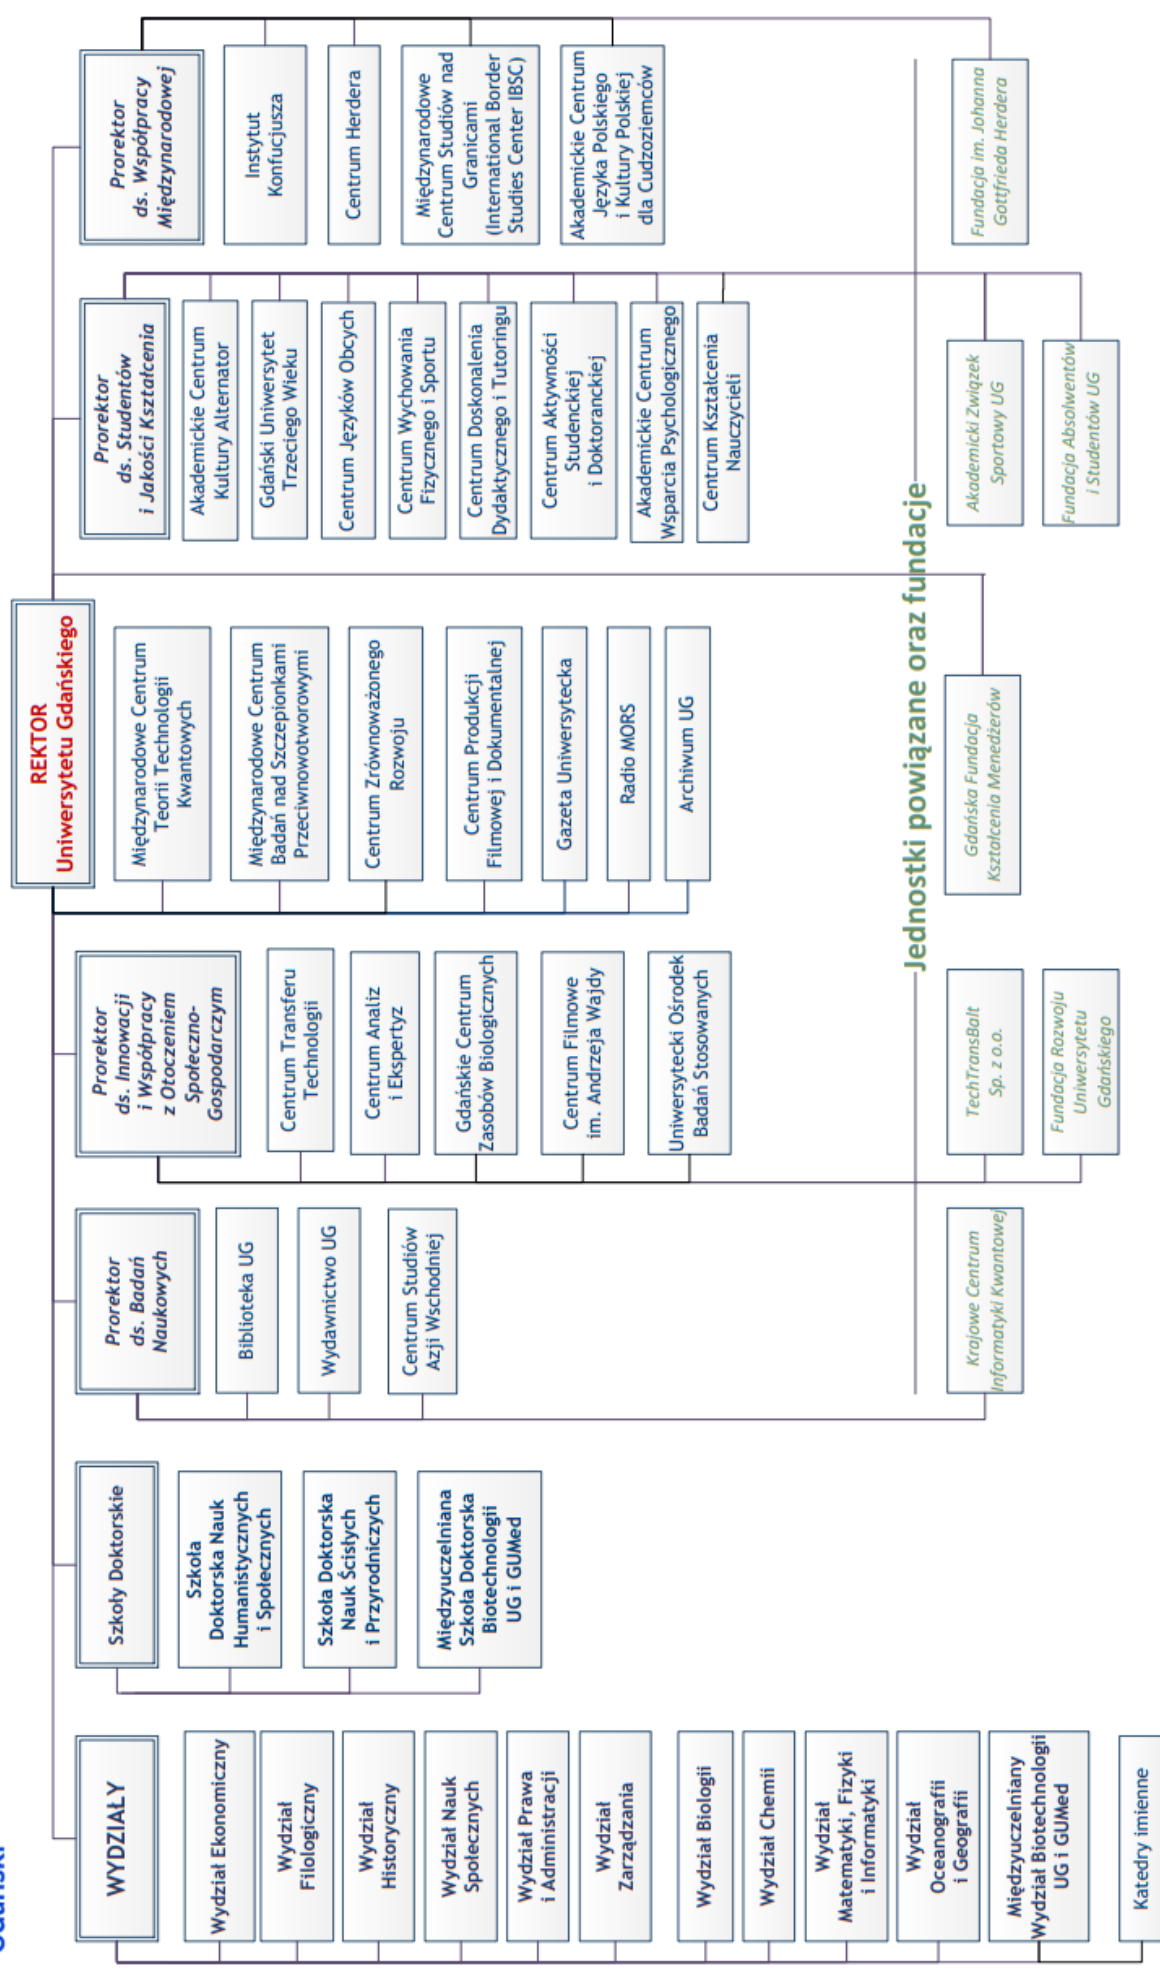 Gdański
REKTOR
Uniwersytetu Gdańskiego
WYDZIAŁY
Wydział Ekonomiczny
Wydział
Filologiczny
Wydział
Historyczny
Wydział Nauk
Społecznych
Wydział Prawa
i Administracji
Wydział
Zarządzania
Wydział Biologii
Wydział Chemii
Wydział
Matematyki, Fizyki
i Informatyki
Wydział
Oceanografii
i Geografii
Międzyuczelniany
Wydział Biotechnologii
UG i GUMed
Katedry imienne
Szkoły Doktorskie
Szkoła
Doktorska Nauk
Humanistycznych
i Społecznych
Szkoła Doktorska
Nauk Ścisłych
i Przyrodniczych
Międzyuczelniana
Szkoła Doktorska
Biotechnologii
UG i GUMed
Prorektor
ds. Badań
Naukowych
Biblioteka UG
Wydawnictwo UG
Centrum Studiów
Azji Wschodniej
Prorektor
ds. Innowacji
i Współpracy
z Otoczeniem
Społeczno-
Gospodarczym
Centrum Transferu
Technologii
Centrum Analiz
i Ekspertyz
Gdańskie Centrum
Zasobów Biologicznych
Centrum Filmowe
im. Andrzeja Wajdy
Uniwersytecki Ośrodek
Badań Stosowanych
Międzynarodowe Centrum
Teorii Technologii
Kwantowych
Międzynarodowe Centrum
Badań nad Szczepionkami
Przeciwnowotworowymi
Centrum Zrównoważonego
Rozwoju
Centrum Produkcji
Filmowej i Dokumentalnej
Gazeta Uniwersytecka
Radio MORS
Archiwum UG
Prorektor
ds. Studentów
i Jakości Kształcenia
Akademickie Centrum
Kultury Alternator
Gdański Uniwersytet
Trzeciego Wieku
Centrum Języków Obcych
Centrum Wychowania
Fizycznego i Sportu
Centrum Doskonalenia
Dydaktycznego i Tutoringu
Centrum Aktywności
Studenckiej
i Doktoranckiej
Akademickie Centrum
Wsparcia Psychologicznego
Centrum Kształcenia
Nauczycieli
Prorektor
ds. Współpracy
Międzynarodowej
Instytut
Konfucjusza
Centrum Herdera
Międzynarodowe
Centrum Studiów nad
Granicami
(International Border
Studies Center IBSC)
Akademickie Centrum
Języka Polskiego
i Kultury Polskiej
dla Cudzoziemców
Jednostki powiązane oraz fundacje
Krajowe Centrum
Informatyki Kwantowej
TechTransBalt
Sp. z o.o.
Fundacja Rozwoju
Uniwersytetu
Gdańskiego
Gdańska Fundacja
Kształcenia Menedżerów
Akademicki Związek
Sportowy UG
Fundacja Absolwentów
i Studentów UG
Fundacja im. Johanna
Gottfrieda Herdera